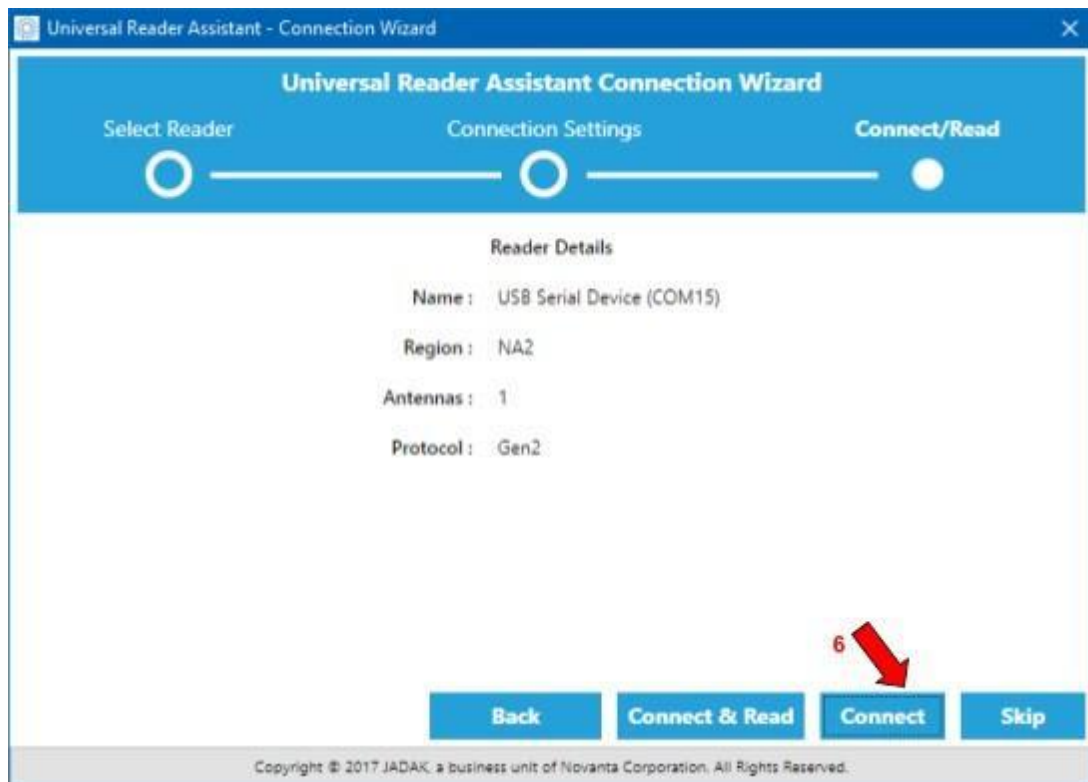 Universal Reader Assistant - Connection Wizard
Universal Reader Assistant Connection Wizard
Select Reader Connection Settings Connect/Read
Reader Details
Name : USB Serial Device (COM15)
Region : NA2
Antennas : 1
Protocol : Gen2
6
Back Connect & Read Connect Skip
Copyright © 2017 JADAK, a business unit of Novanta Corporation. All Rights Reserved.